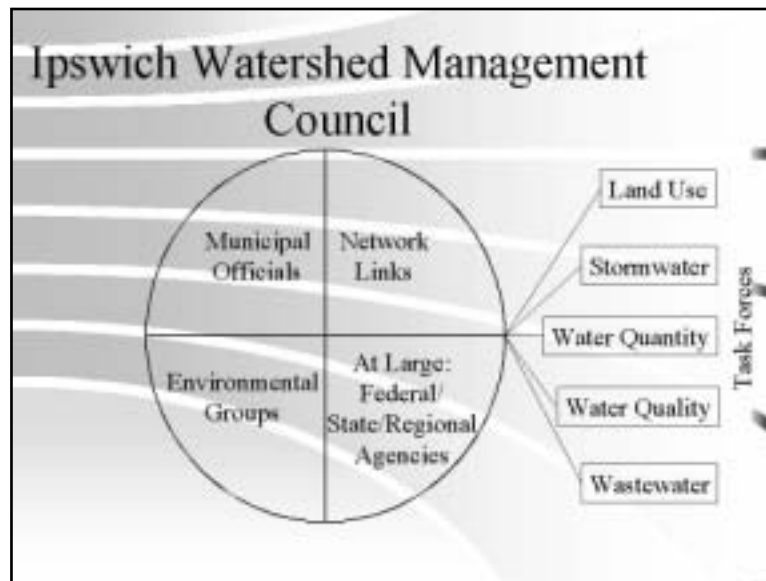 Ipswich Watershed Management
Council
Municipal
Officials
Network
Links
Environmental
Groups
At Large:
Federal/
State/Regional
Agencies
Land Use
Stormwater
Water Quantity
Water Quality
Wastewater
Task Forces